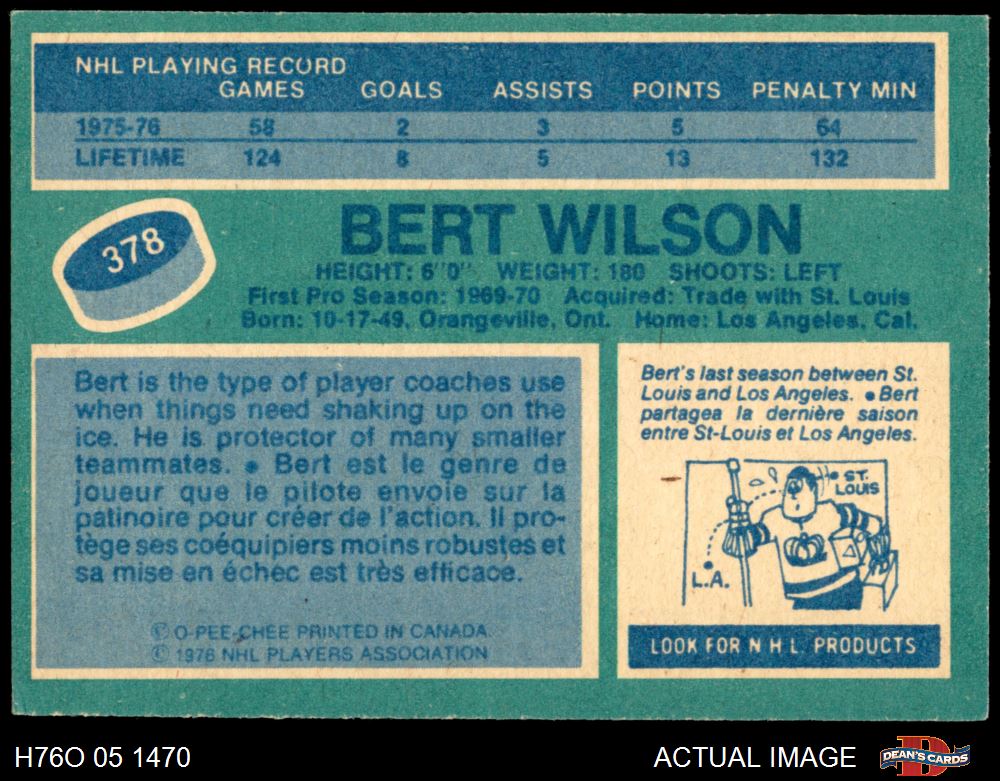 NHL PLAYING RECORD
GAMES GOALS ASSISTS POINTS PENALTY MIN
1975-76 58 2 3 5 64
LIFETIME 124 8 5 13 132
378
BERT WILSON
HEIGHT: 6'0" WEIGHT: 180 SHOOTS: LEFT
First Pro Season: 1969-70 Acquired: Trade with St. Louis
Born: 10-17-49, Orangeville, Ont. Home: Los Angeles, Cal.
Bert is the type of player coaches use
when things need shaking up on the
ice. He is protector of many smaller
teammates. • Bert est le genre de
joueur que le pilote envoie sur la
patinoire pour créer de l'action. Il pro-
tège ses coéquipiers moins robustes et
sa mise en échec est très efficace.
© O-PEE-CHEE PRINTED IN CANADA
© 1976 NHL PLAYERS ASSOCIATION
Bert's last season between St.
Louis and Los Angeles. • Bert
partagea la dernière saison
entre St-Louis et Los Angeles.
ST.
LOUIS
L.A.
LOOK FOR N H L PRODUCTS
H76O 05 1470
ACTUAL IMAGE
DEAN'S CARDS